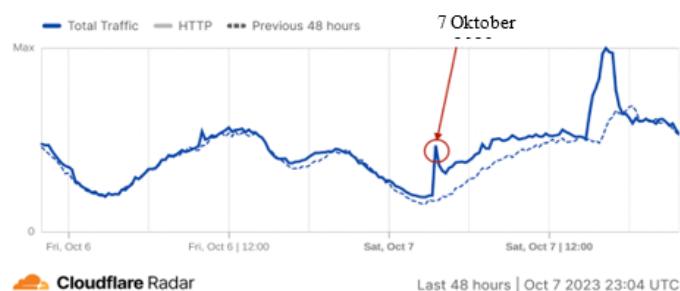 Total Traffic HTTP Previous 48 hours
7 Oktober
Max
0
Fri, Oct 6 Fri, Oct 6 | 12:00 Sat, Oct 7 Sat, Oct 7 | 12:00
Cloudflare Radar Last 48 hours | Oct 7 2023 23:04 UTC